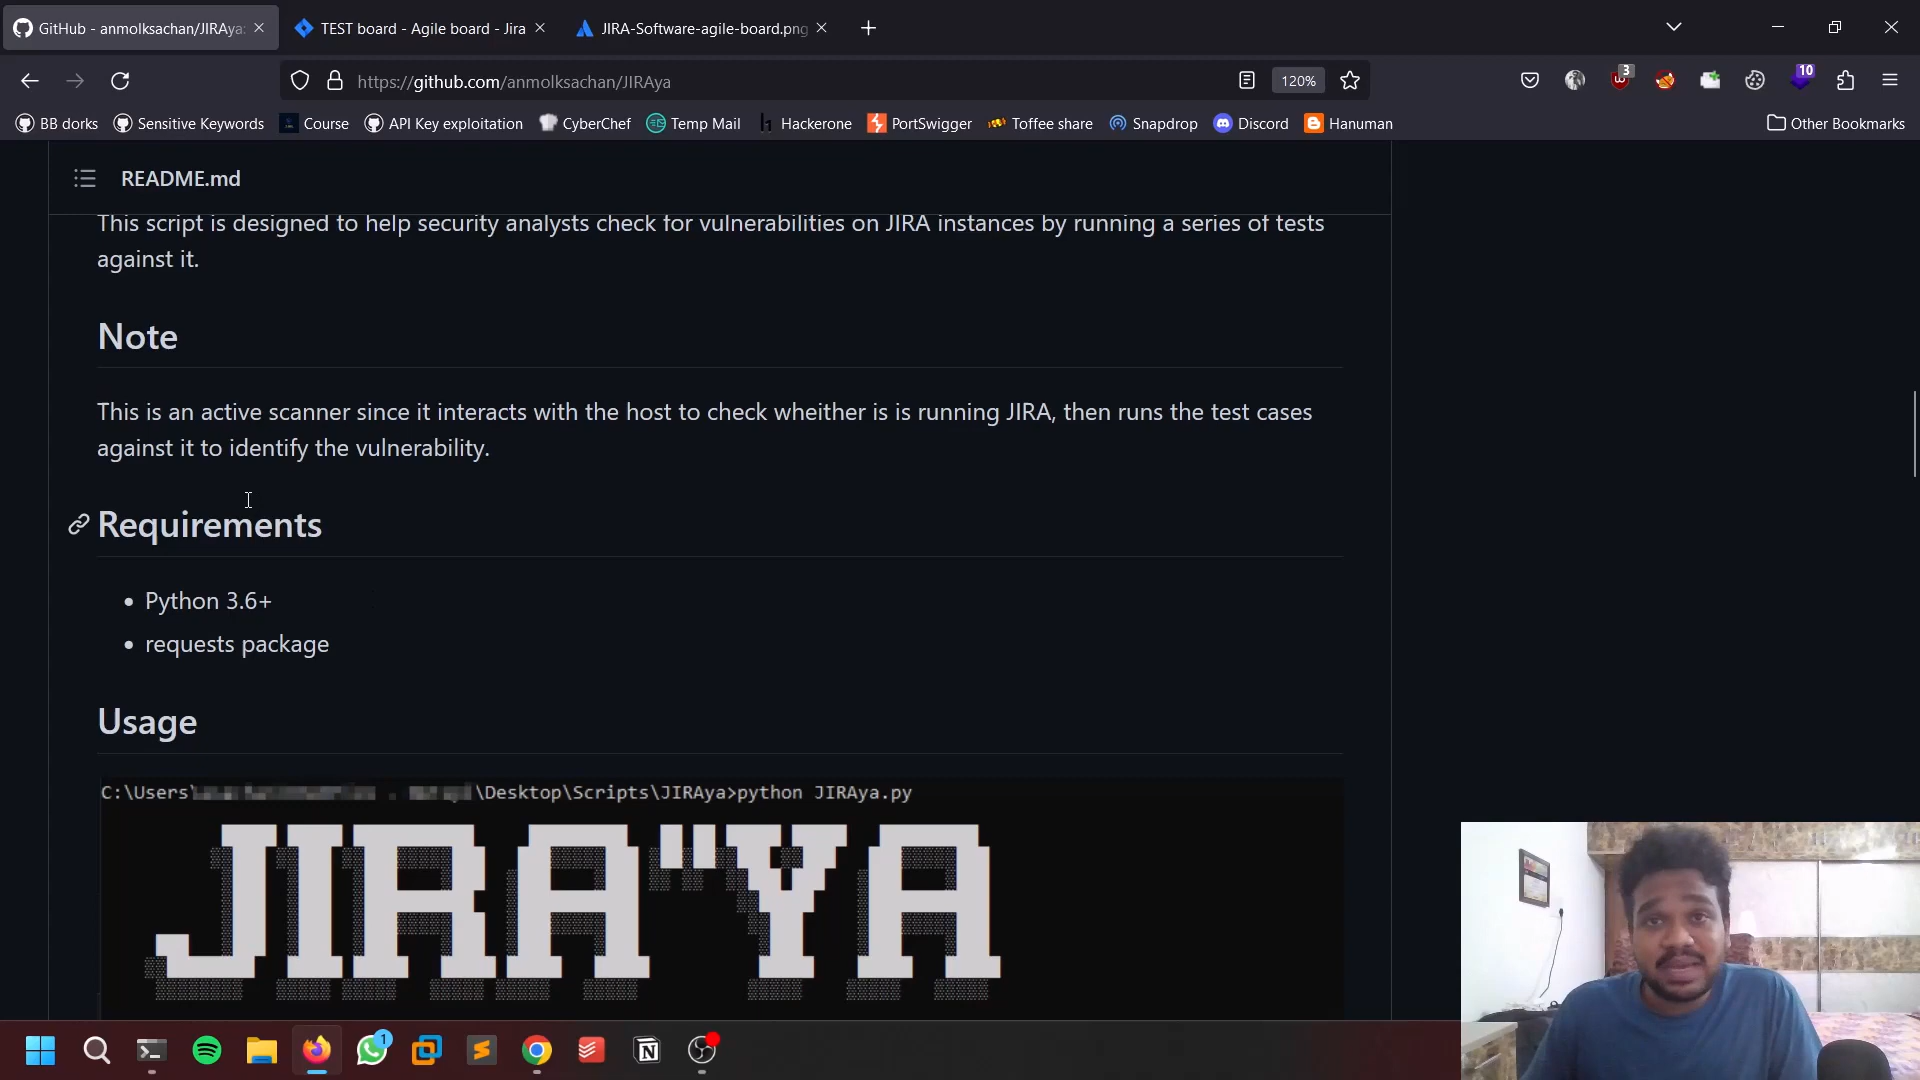 GitHub - anmolksachan/JIRAya:
TEST board - Agile board - Jira
JIRA-Software-agile-board.png
https://github.com/anmolksachan/JIRAya
120%
3
10
BB dorks
Sensitive Keywords
Course
API Key exploitation
CyberChef
Temp Mail
Hackerone
PortSwigger
Toffee share
Snapdrop
Discord
Hanuman
Other Bookmarks
README.md
This script is designed to help security analysts check for vulnerabilities on JIRA instances by running a series of tests
against it.
Note
This is an active scanner since it interacts with the host to check wheither is is running JIRA, then runs the test cases
against it to identify the vulnerability.
Requirements
• Python 3.6+
• requests package
Usage
C:\Users\ \Desktop\Scripts\JIRAya>python JIRAya.py
JIRA"YA
1